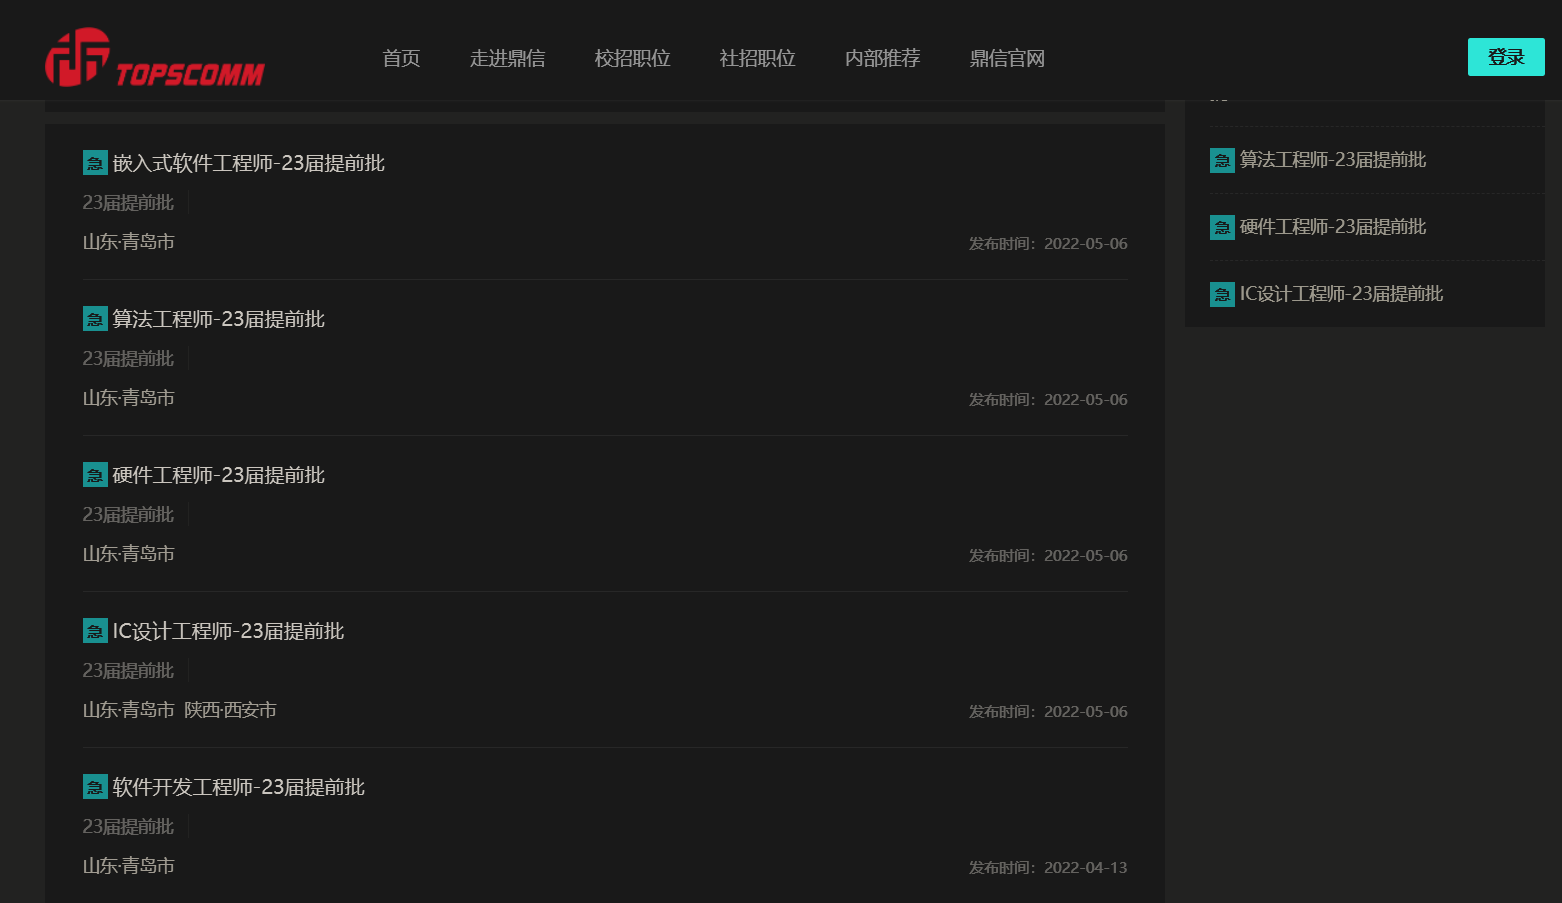 TOPSCOMM
首页 走进鼎信 校招职位 社招职位 内部推荐 鼎信官网
登录
急 嵌入式软件工程师-23届提前批
23届提前批
山东·青岛市 发布时间：2022-05-06
急 算法工程师-23届提前批
23届提前批
山东·青岛市 发布时间：2022-05-06
急 硬件工程师-23届提前批
23届提前批
山东·青岛市 发布时间：2022-05-06
急 IC设计工程师-23届提前批
23届提前批
山东·青岛市 陕西·西安市 发布时间：2022-05-06
急 软件开发工程师-23届提前批
23届提前批
山东·青岛市 发布时间：2022-04-13
急 算法工程师-23届提前批
急 硬件工程师-23届提前批
急 IC设计工程师-23届提前批